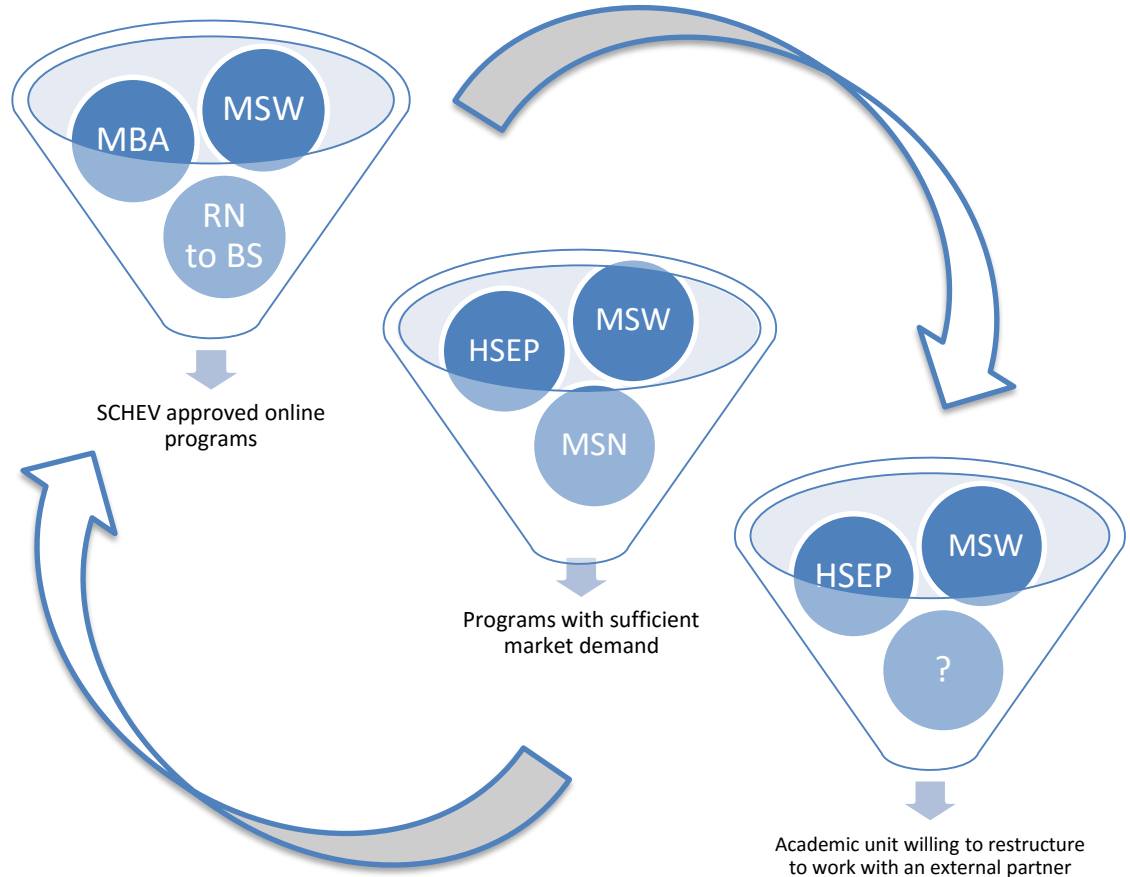 MSW
MBA
RN
to BS
SCHEV approved online
programs
MSW
HSEP
MSN
Programs with sufficient
market demand
MSW
HSEP
?
Academic unit willing to restructure
to work with an external partner